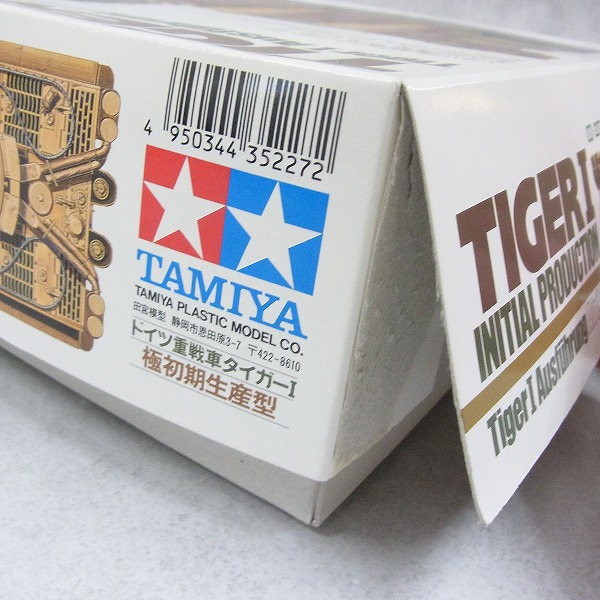 4 950344 352272
TAMIYA
TAMIYA PLASTIC MODEL CO.
田宮模型 静岡市恩田原3-7 〒422-8610
ドイツ重戦車タイガーI
極初期生産型
TIGER I
INITIAL PRODUCTION
Tiger I Ausführung